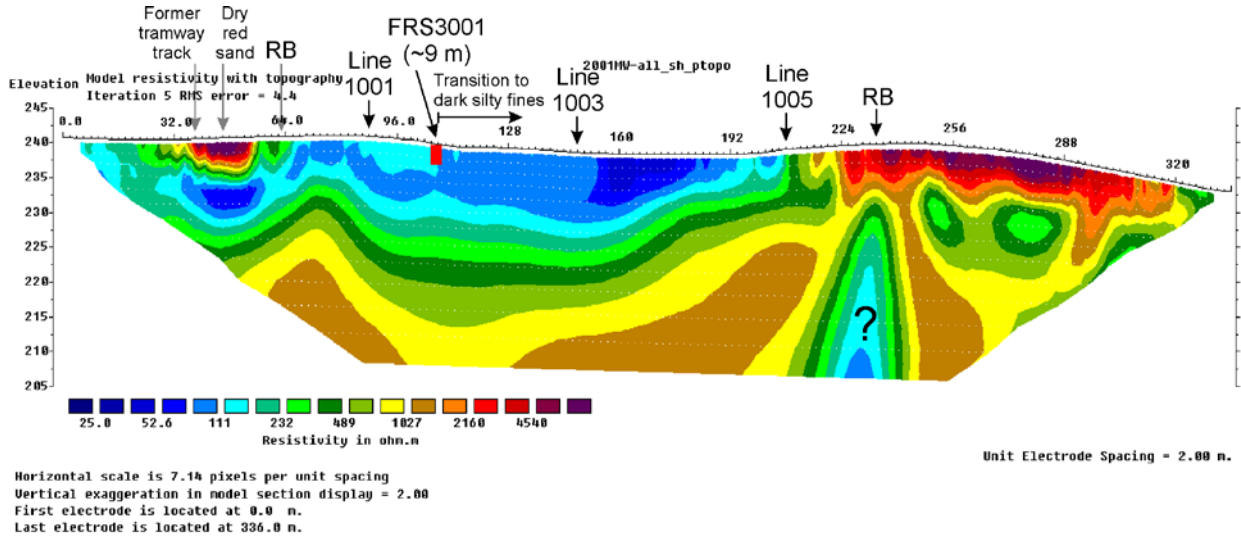 Former tramway track
Dry red sand
RB
FRS3001 (~9 m)
Line 1001
Transition to dark silty fines
Line 1003
2001MW-all_sh_ptopo
Line 1005
RB
Elevation
Model resistivity with topography
Iteration 5 RMS error = 4.4
0.0 32.0 64.0 96.0 128 160 192 224 256 288 320
245
240
235
230
225
220
215
210
205
?
25.0 52.6 111 232 489 1027 2160 4540
Resistivity in ohm.m
Unit Electrode Spacing = 2.00 m.
Horizontal scale is 7.14 pixels per unit spacing
Vertical exaggeration in model section display = 2.00
First electrode is located at 0.0 m.
Last electrode is located at 336.0 m.